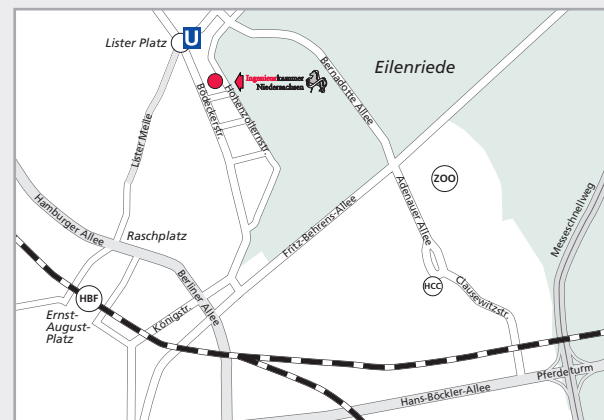 Lister Platz
U
Ingenieurkammer
Niedersachsen
Eilenriede
Bernadotte Allee
Bödeckerstr.
Hohenzollernstr.
Lister Meile
ZOO
Adenauer Allee
Messeschnellweg
Hamburger Allee
Raschplatz
Fritz-Behrens-Allee
Berliner Allee
HCC
Clausewitzstr.
HBF
Ernst-
August-
Platz
Königstr.
Pferdeturm
Hans-Böckler-Allee